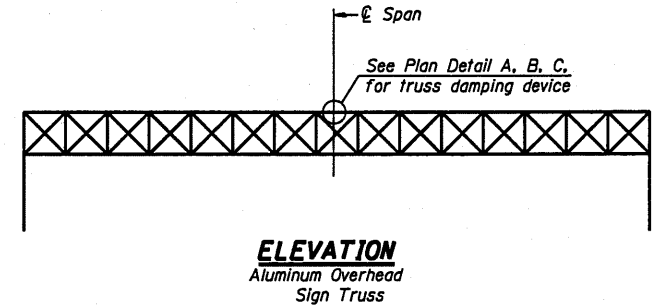 ℄ Span
See Plan Detail A, B, C,
for truss damping device
ELEVATION
Aluminum Overhead
Sign Truss